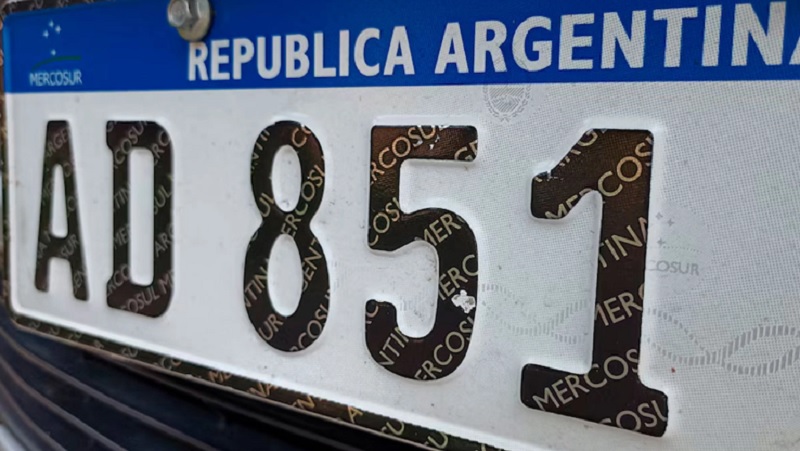 MERCOSUR
REPUBLICA ARGENTINA
AD 851